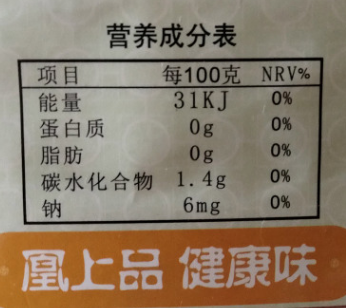 营养成分表
项目 每100克 NRV%
能量 31KJ 0%
蛋白质 0g 0%
脂肪 0g 0%
碳水化合物 1.4g 0%
钠 6mg 0%
凰上品 健康味